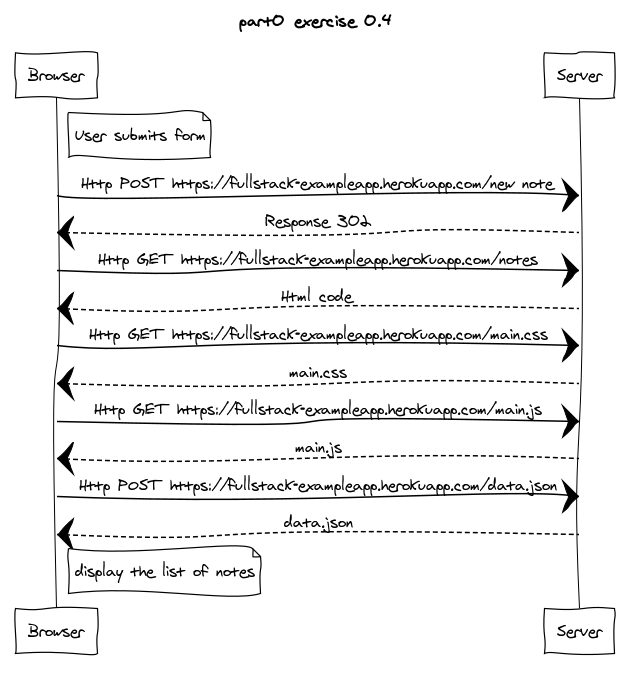 part0 exercise 0.4
Browser
Server
User submits form
Http POST https://fullstack-exampleapp.herokuapp.com/new note
Response 302
Http GET https://fullstack-exampleapp.herokuapp.com/notes
Html code
Http GET https://fullstack-exampleapp.herokuapp.com/main.css
main.css
Http GET https://fullstack-exampleapp.herokuapp.com/main.js
main.js
Http POST https://fullstack-exampleapp.herokuapp.com/data.json
data.json
display the list of notes
Browser
Server